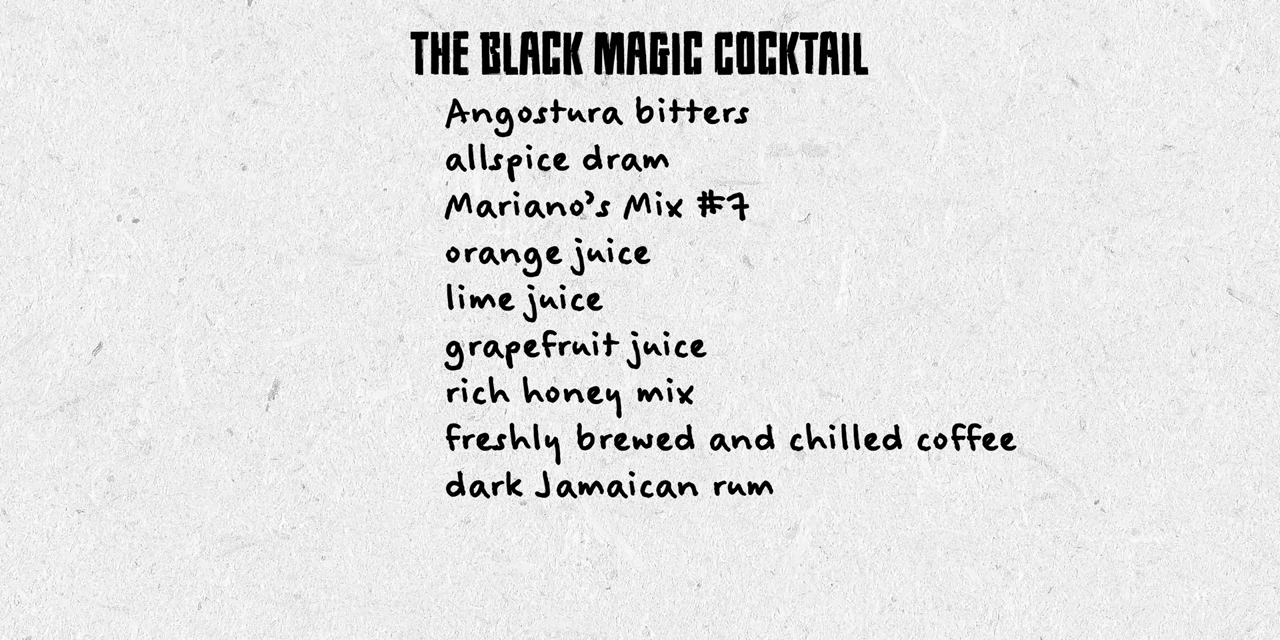 THE BLACK MAGIC COCKTAIL
Angostura bitters
allspice dram
Mariano's Mix #7
orange juice
lime juice
grapefruit juice
rich honey mix
freshly brewed and chilled coffee
dark Jamaican rum